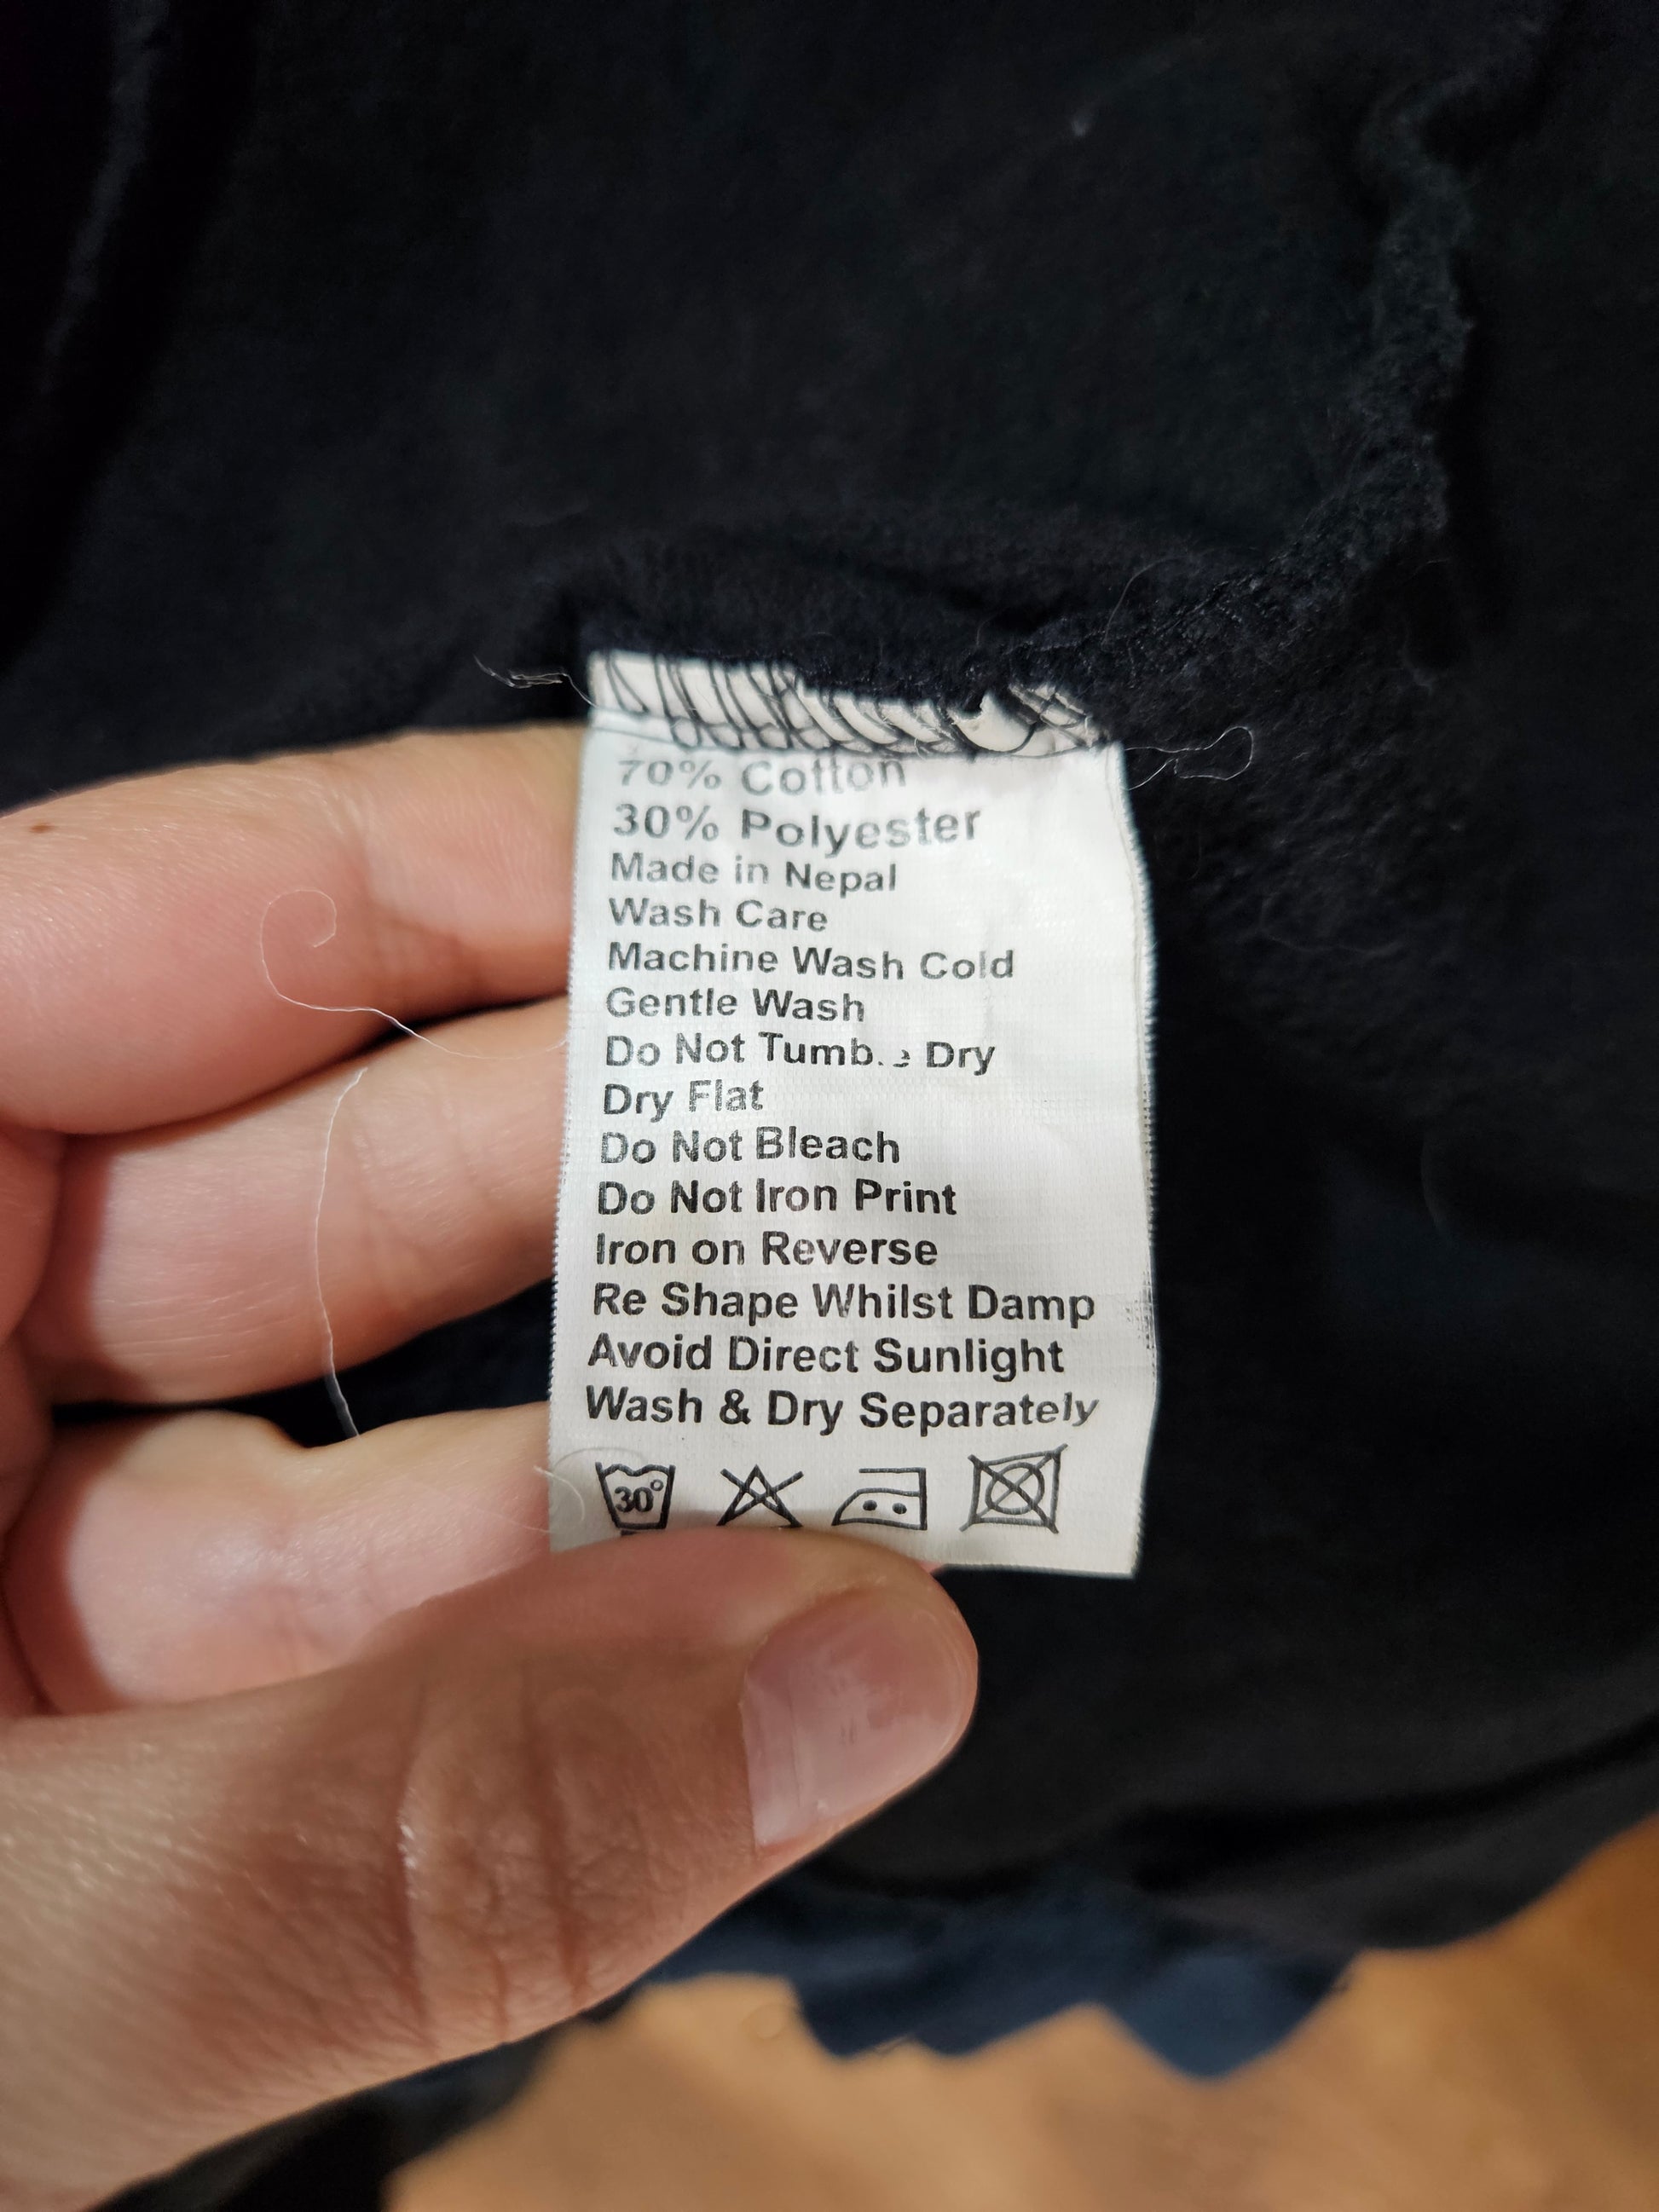 70% Cotton
30% Polyester
Made in Nepal
Wash Care
Machine Wash Cold
Gentle Wash
Do Not Tumb.e Dry
Dry Flat
Do Not Bleach
Do Not Iron Print
Iron on Reverse
Re Shape Whilst Damp
Avoid Direct Sunlight
Wash & Dry Separately
30°